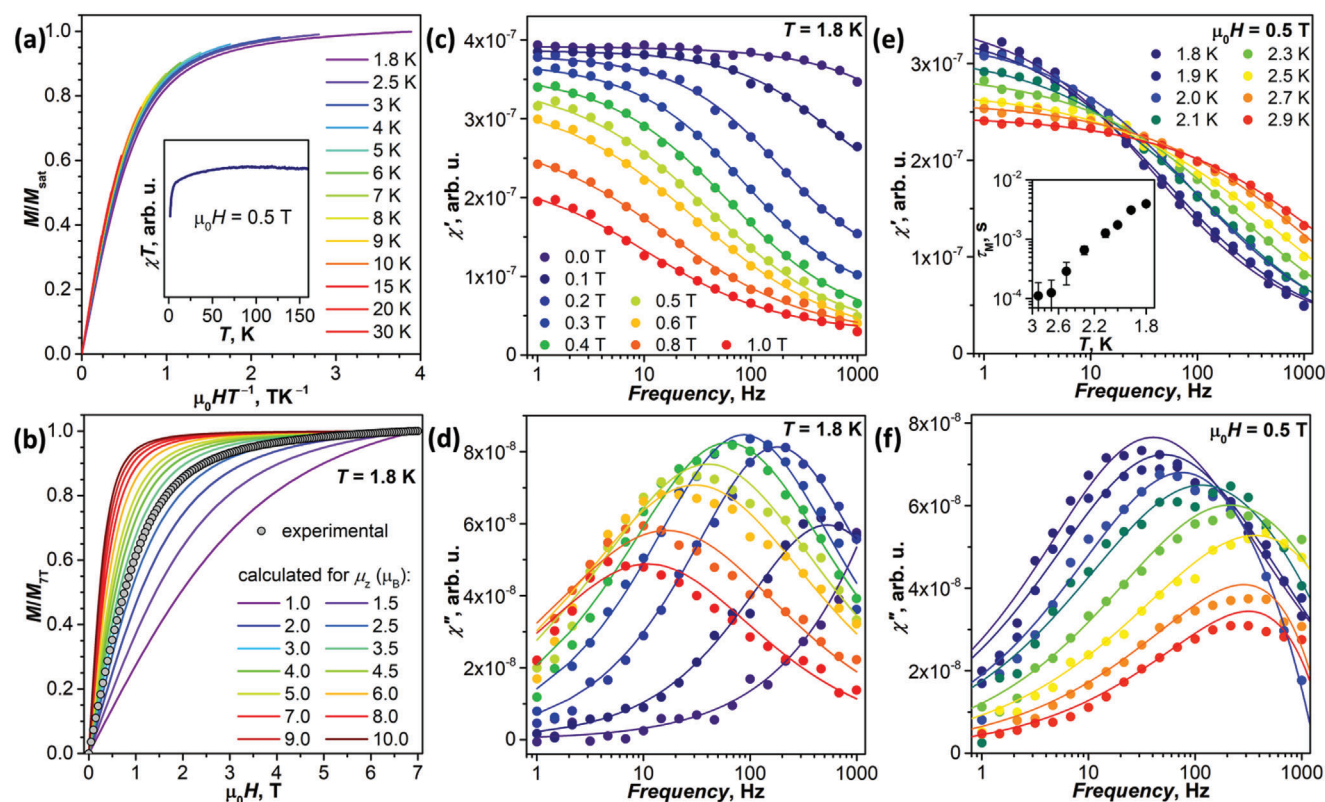 (a)
1.0
0.8
0.6
0.4
0.2
0.0
M/Msat
1.8 K
2.5 K
3 K
4 K
5 K
6 K
7 K
8 K
9 K
10 K
15 K
20 K
30 K
χT, arb. u.
μ0H = 0.5 T
0 50 100 150
T, K
0 1 2 3 4
μ0HT−1, TK−1
(b)
1.0
0.8
0.6
0.4
0.2
0.0
M/M7T
T = 1.8 K
experimental
calculated for μz (μB):
1.0 1.5
2.0 2.5
3.0 3.5
4.0 4.5
5.0 6.0
7.0 8.0
9.0 10.0
0 1 2 3 4 5 6 7
μ0H, T
(c)
T = 1.8 K
4x10-7
3x10-7
2x10-7
1x10-7
0
χ′, arb. u.
0.0 T
0.1 T
0.2 T
0.3 T
0.4 T
0.5 T
0.6 T
0.8 T
1.0 T
1 10 100 1000
Frequency, Hz
(d)
T = 1.8 K
8x10-8
6x10-8
4x10-8
2x10-8
0
χ″, arb. u.
1 10 100 1000
Frequency, Hz
(e)
μ0H = 0.5 T
1.8 K 2.3 K
1.9 K 2.5 K
2.0 K 2.7 K
2.1 K 2.9 K
3x10-7
2x10-7
1x10-7
0
χ′, arb. u.
10-2
10-3
10-4
τM, s
3 2.6 2.2 1.8
T, K
1 10 100 1000
Frequency, Hz
(f)
μ0H = 0.5 T
8x10-8
6x10-8
4x10-8
2x10-8
0
χ″, arb. u.
1 10 100 1000
Frequency, Hz